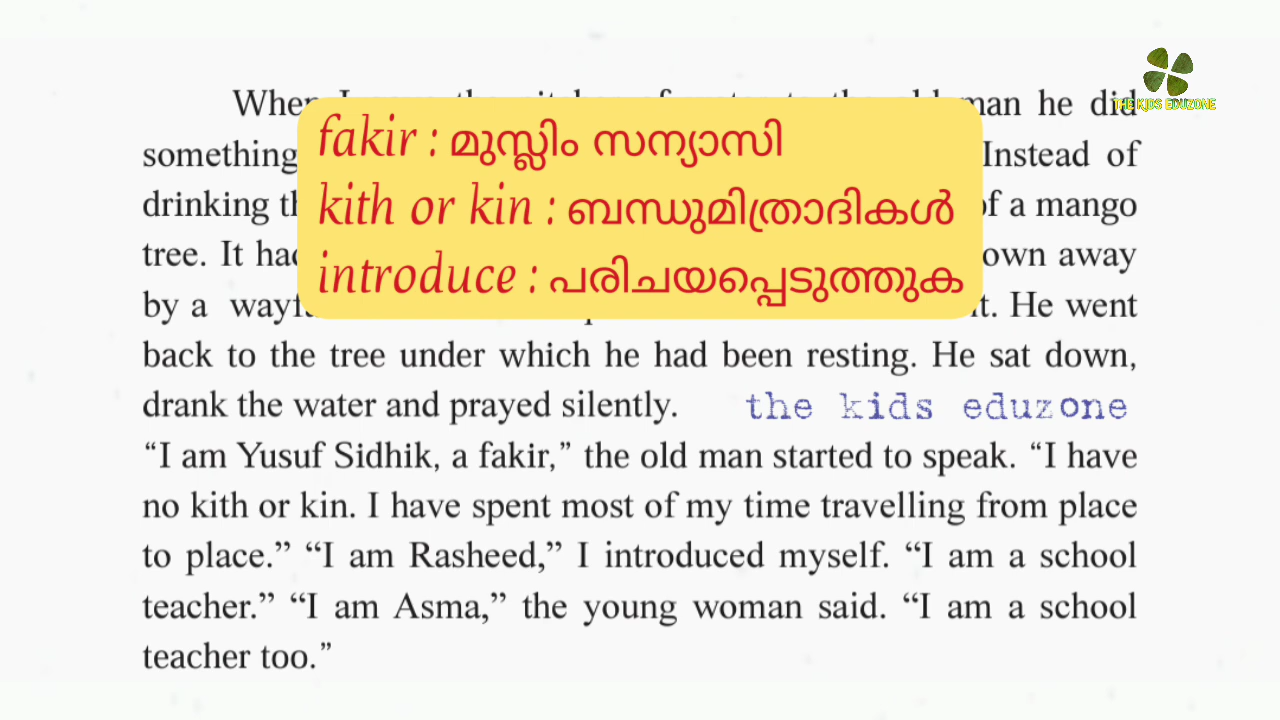 When man he did
THE KIDS EDUZONE
something Instead of
drinking of a mango
tree. It had own away
by a it. He went
fakir : മുസ്ലിം സന്യാസി
kith or kin : ബന്ധുമിത്രാദികൾ
introduce : പരിചയപ്പെടുത്തുക
back to the tree under which he had been resting. He sat down,
drank the water and prayed silently. the kids eduzone
“I am Yusuf Sidhik, a fakir,” the old man started to speak. “I have
no kith or kin. I have spent most of my time travelling from place
to place.” “I am Rasheed,” I introduced myself. “I am a school
teacher.” “I am Asma,” the young woman said. “I am a school
teacher too.”